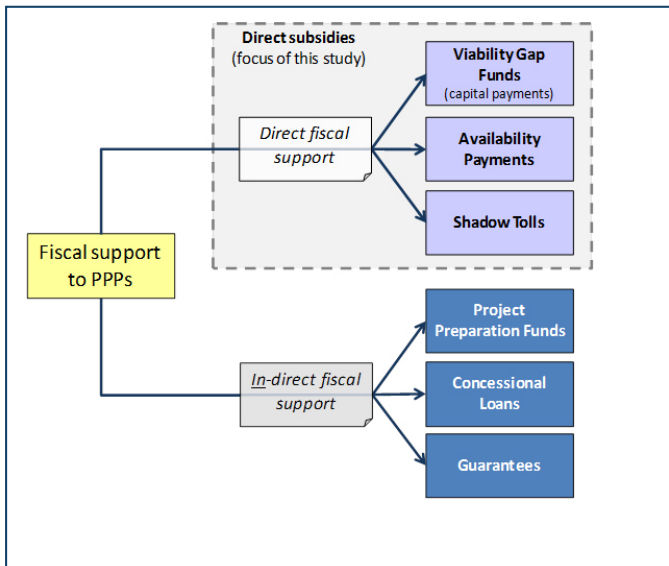 Direct subsidies
(focus of this study)
Viability Gap
Funds
(capital payments)
Direct fiscal
support
Availability
Payments
Shadow Tolls
Fiscal support
to PPPs
Project
Preparation Funds
In-direct fiscal
support
Concessional
Loans
Guarantees